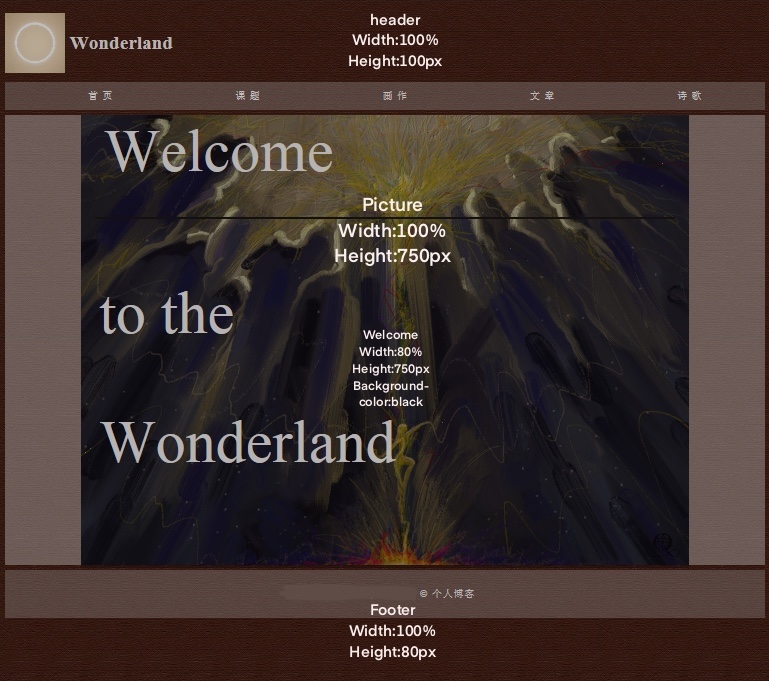 header
Width:100%
Height:100px
Wonderland
首页 课题 画作 文章 诗歌
Welcome
Picture
Width:100%
Height:750px
to the
Welcome
Width:80%
Height:750px
Background-
color:black
Wonderland
© 个人博客
Footer
Width:100%
Height:80px